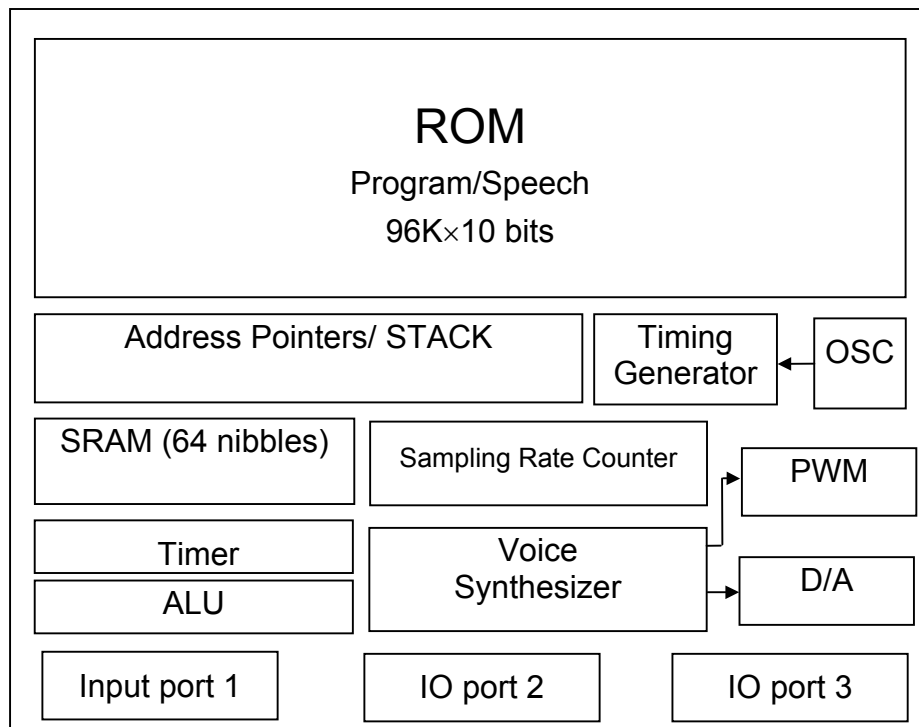 ROM
Program/Speech
96K×10 bits
Address Pointers/ STACK
Timing
Generator
OSC
SRAM (64 nibbles)
Sampling Rate Counter
PWM
Timer
Voice
Synthesizer
D/A
ALU
Input port 1
IO port 2
IO port 3